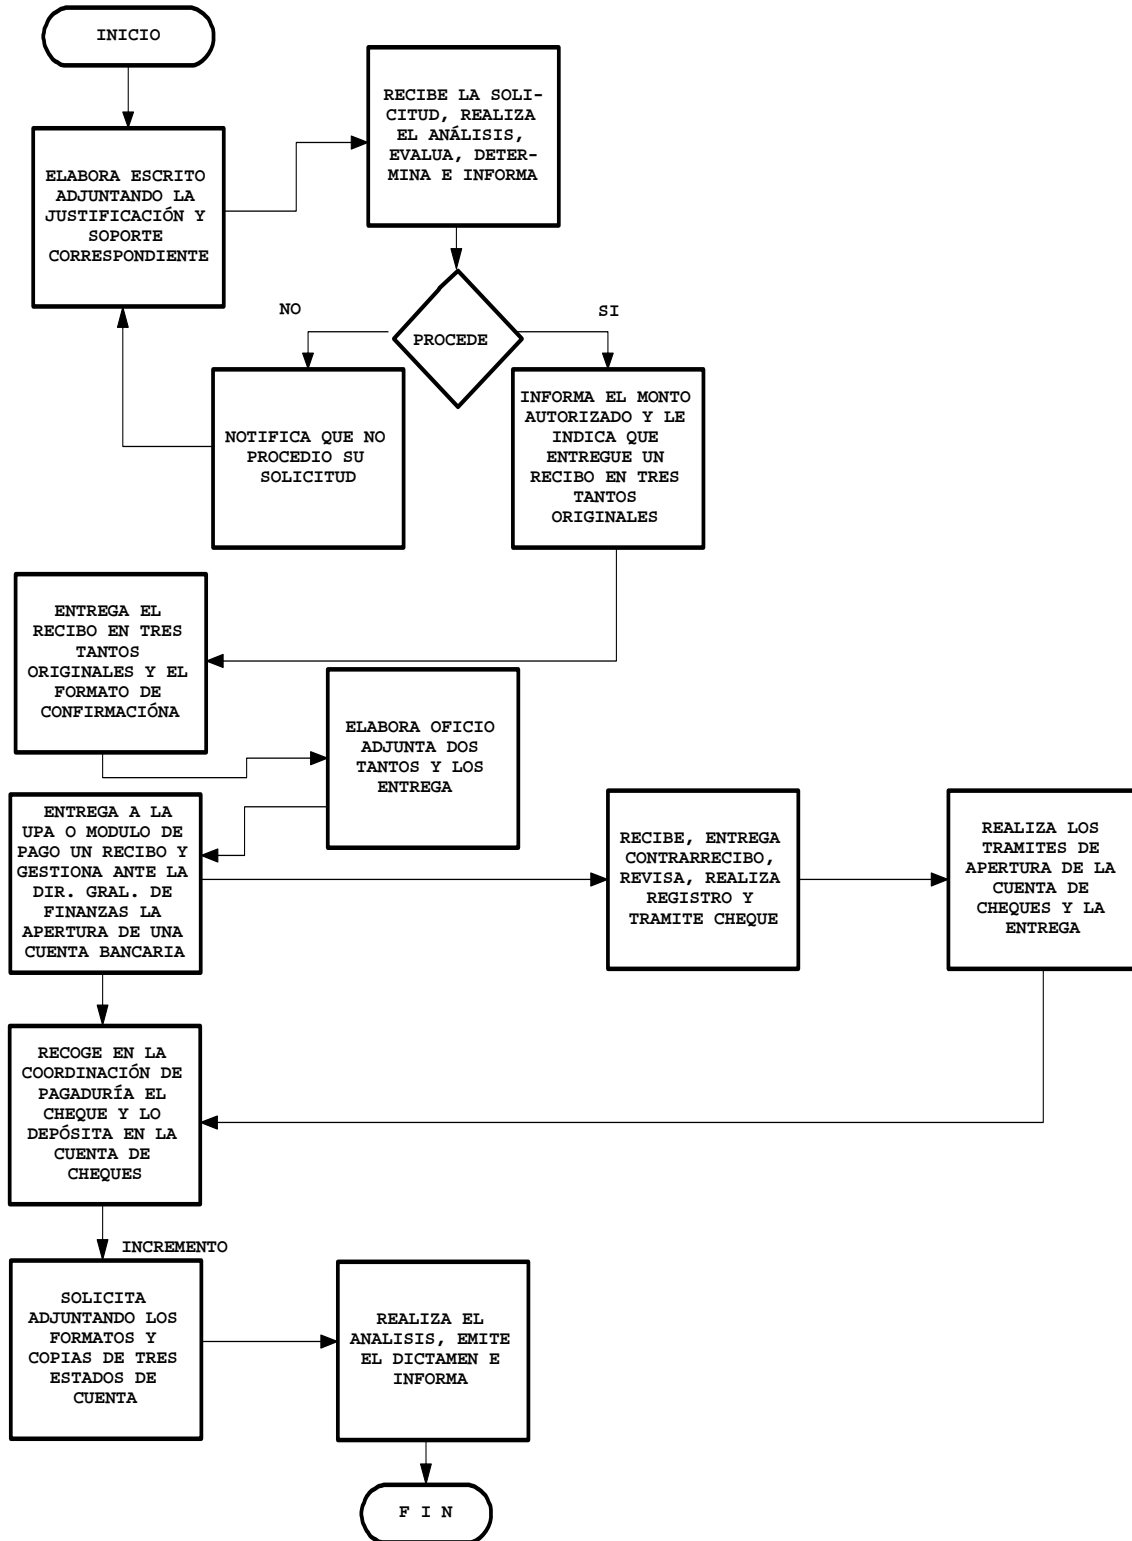 INICIO
RECIBE LA SOLI-
CITUD, REALIZA
EL ANÁLISIS,
EVALUA, DETER-
MINA E INFORMA
ELABORA ESCRITO
ADJUNTANDO LA
JUSTIFICACIÓN Y
SOPORTE
CORRESPONDIENTE
NO
SI
PROCEDE
NOTIFICA QUE NO
PROCEDIO SU
SOLICITUD
INFORMA EL MONTO
AUTORIZADO Y LE
INDICA QUE
ENTREGUE UN
RECIBO EN TRES
TANTOS
ORIGINALES
ENTREGA EL
RECIBO EN TRES
TANTOS
ORIGINALES Y EL
FORMATO DE
CONFIRMACIÓNA
ELABORA OFICIO
ADJUNTA DOS
TANTOS Y LOS
ENTREGA
ENTREGA A LA
UPA O MODULO DE
PAGO UN RECIBO Y
GESTIONA ANTE LA
DIR. GRAL. DE
FINANZAS LA
APERTURA DE UNA
CUENTA BANCARIA
RECIBE, ENTREGA
CONTRARRECIBO,
REVISA, REALIZA
REGISTRO Y
TRAMITE CHEQUE
REALIZA LOS
TRAMITES DE
APERTURA DE LA
CUENTA DE
CHEQUES Y LA
ENTREGA
RECOGE EN LA
COORDINACIÓN DE
PAGADURÍA EL
CHEQUE Y LO
DEPÓSITA EN LA
CUENTA DE
CHEQUES
INCREMENTO
SOLICITA
ADJUNTANDO LOS
FORMATOS Y
COPIAS DE TRES
ESTADOS DE
CUENTA
REALIZA EL
ANALISIS, EMITE
EL DICTAMEN E
INFORMA
F I N